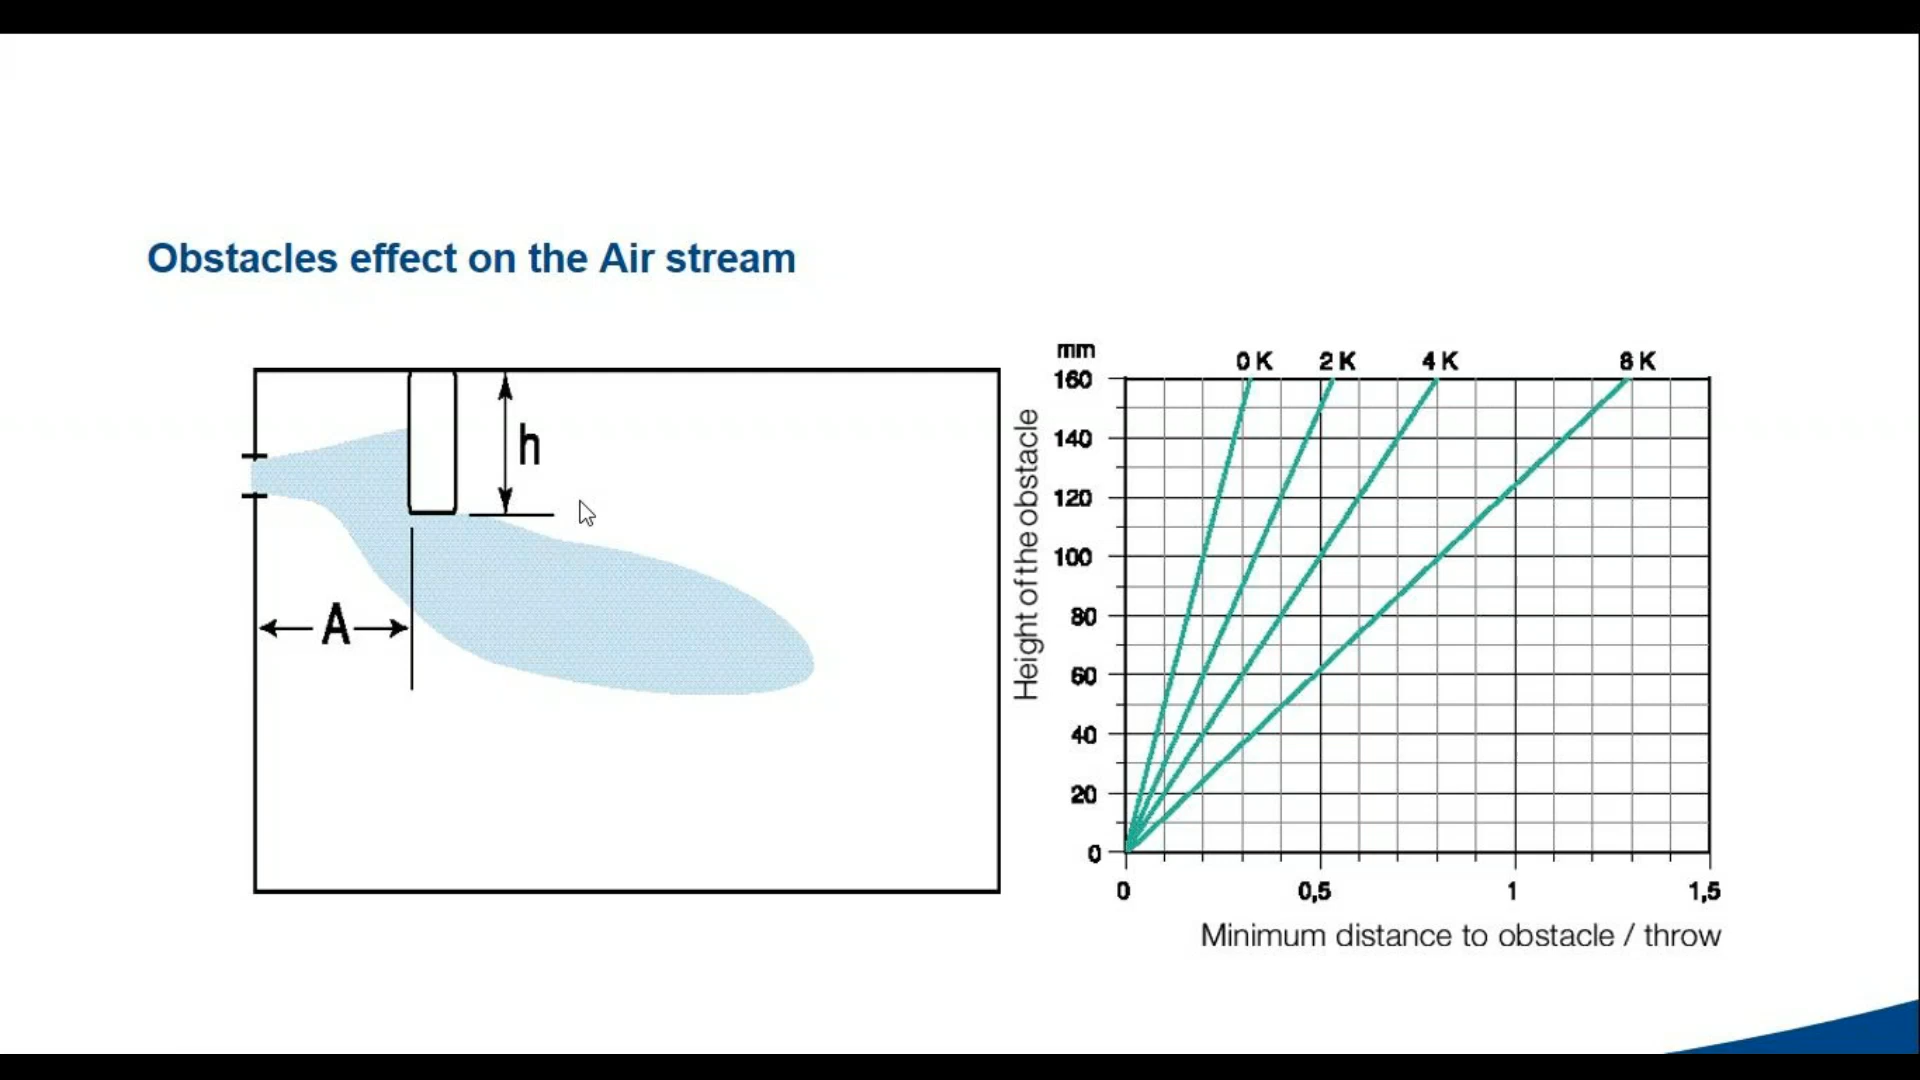 Obstacles effect on the Air stream
h
A
mm
0 K 2 K 4 K 8 K
160
140
120
100
80
60
40
20
0
0 0,5 1 1,5
Height of the obstacle
Minimum distance to obstacle / throw